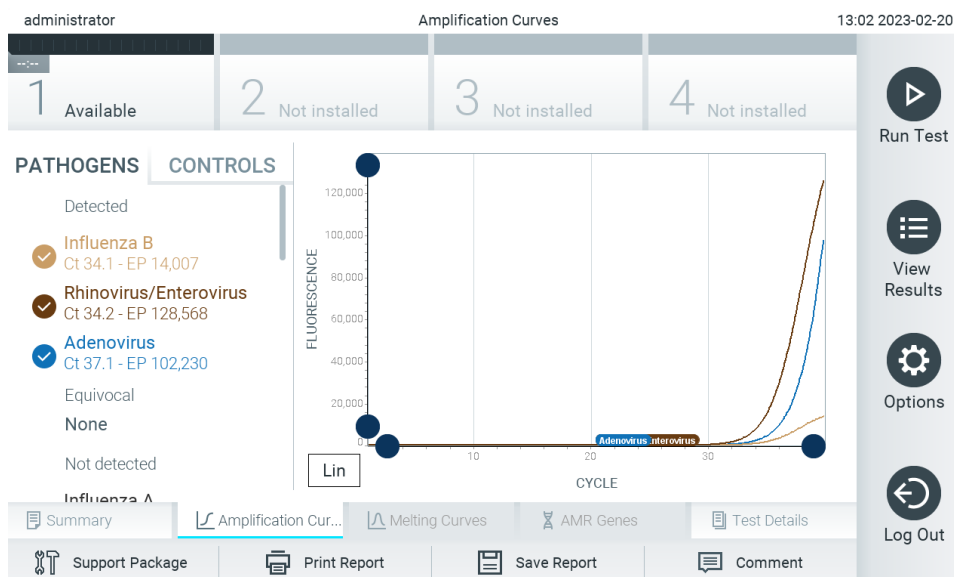 administrator
Amplification Curves
13:02 2023-02-20
--:--
1 Available
2 Not installed
3 Not installed
4 Not installed
Run Test
PATHOGENS
CONTROLS
Detected
Influenza B
Ct 34.1 - EP 14,007
Rhinovirus/Enterovirus
Ct 34.2 - EP 128,568
Adenovirus
Ct 37.1 - EP 102,230
Equivocal
None
Not detected
Influenza A
FLUORESCENCE
120,000
100,000
80,000
60,000
40,000
20,000
0
Adenovirus
nterovirus
10
20
30
CYCLE
Lin
View
Results
Options
Log Out
Summary
Amplification Cur...
Melting Curves
AMR Genes
Test Details
Support Package
Print Report
Save Report
Comment